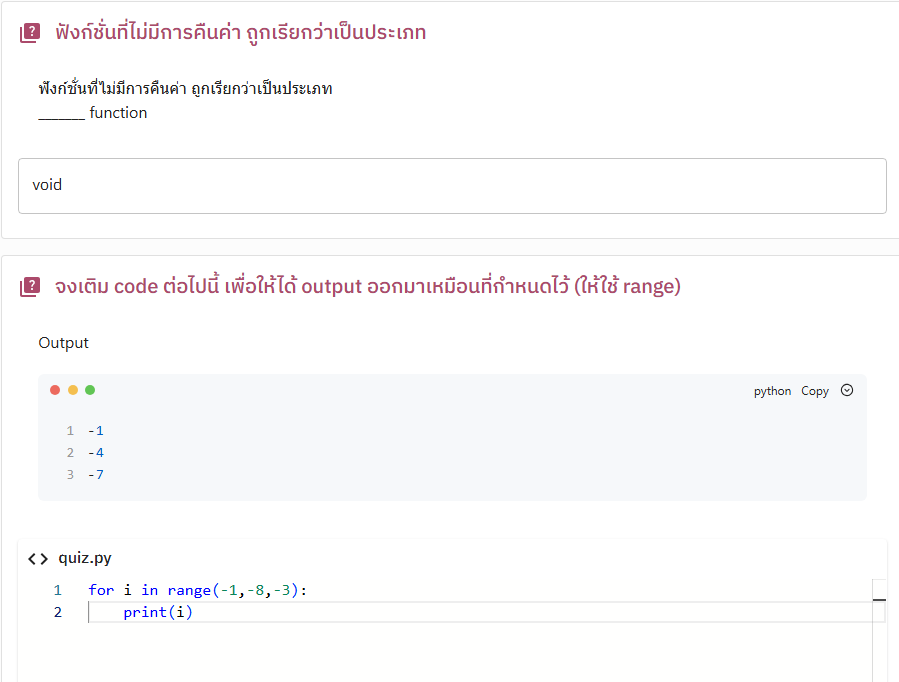 ฟังก์ชั่นที่ไม่มีการคืนค่า ถูกเรียกว่าเป็นประเภท
ฟังก์ชั่นที่ไม่มีการคืนค่า ถูกเรียกว่าเป็นประเภท
______ function
void
จงเติม code ต่อไปนี้ เพื่อให้ได้ output ออกมาเหมือนที่กำหนดไว้ (ให้ใช้ range)
Output
python Copy
1 -1
2 -4
3 -7
<> quiz.py
1 for i in range(-1,-8,-3):
2     print(i)